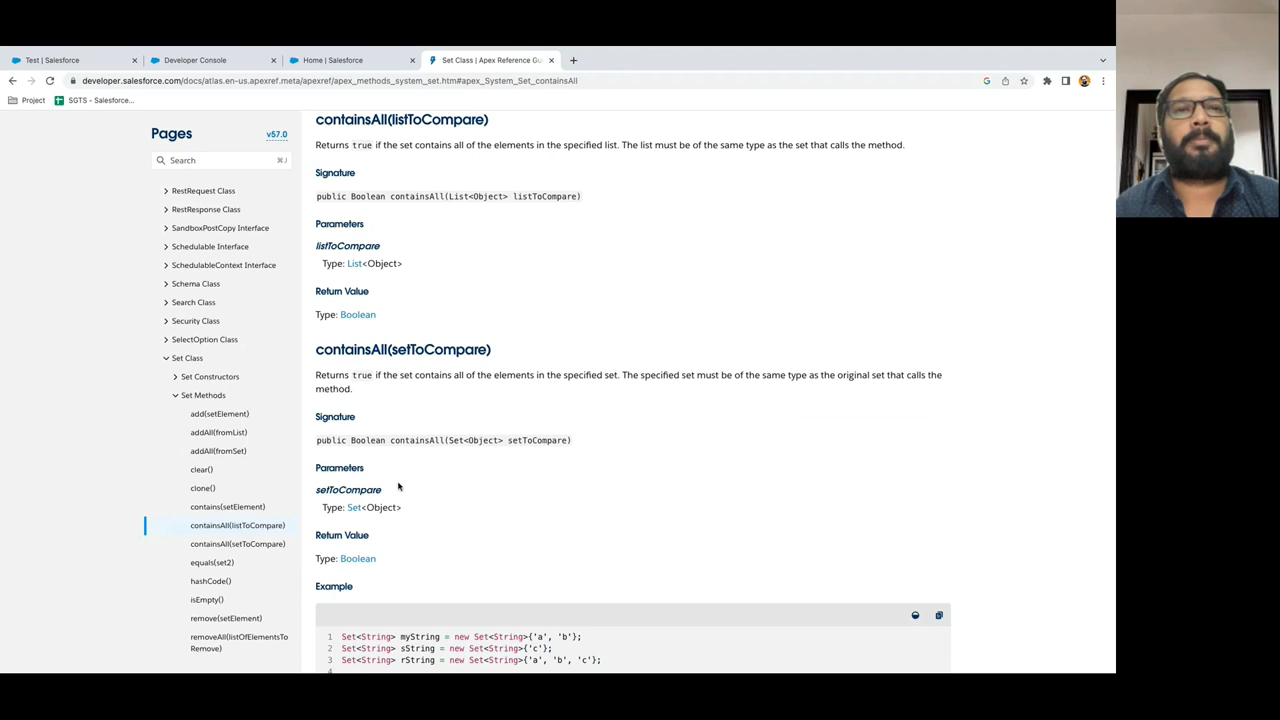 Test | Salesforce
Developer Console
Home | Salesforce
Set Class | Apex Reference Gu
developer.salesforce.com/docs/atlas.en-us.apexref.meta/apexref/apex_methods_system_set.htm#apex_System_Set_containsAll
Project
SGTS - Salesforce...
Pages
v57.0
Search
⌘J
RestRequest Class
RestResponse Class
SandboxPostCopy Interface
Schedulable Interface
SchedulableContext Interface
Schema Class
Search Class
Security Class
SelectOption Class
Set Class
Set Constructors
Set Methods
add(setElement)
addAll(fromList)
addAll(fromSet)
clear()
clone()
contains(setElement)
containsAll(listToCompare)
containsAll(setToCompare)
equals(set2)
hashCode()
isEmpty()
remove(setElement)
removeAll(listOfElementsTo
Remove)
containsAll(listToCompare)
Returns true if the set contains all of the elements in the specified list. The list must be of the same type as the set that calls the method.
Signature
public Boolean containsAll(List<Object> listToCompare)
Parameters
listToCompare
Type: List<Object>
Return Value
Type: Boolean
containsAll(setToCompare)
Returns true if the set contains all of the elements in the specified set. The specified set must be of the same type as the original set that calls the
method.
Signature
public Boolean containsAll(Set<Object> setToCompare)
Parameters
setToCompare
Type: Set<Object>
Return Value
Type: Boolean
Example
1 Set<String> myString = new Set<String>{'a', 'b'};
2 Set<String> sString = new Set<String>{'c'};
3 Set<String> rString = new Set<String>{'a', 'b', 'c'};
4